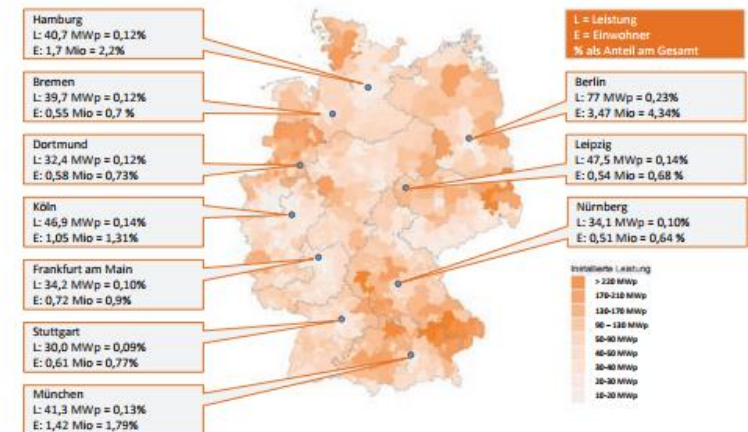 Hamburg
L: 40,7 MWp = 0,12%
E: 1,7 Mio = 2,2%
Bremen
L: 39,7 MWp = 0,12%
E: 0,55 Mio = 0,7 %
Dortmund
L: 32,4 MWp = 0,12%
E: 0,58 Mio = 0,73%
Köln
L: 46,9 MWp = 0,14%
E: 1,05 Mio = 1,31%
Frankfurt am Main
L: 34,2 MWp = 0,10%
E: 0,72 Mio = 0,9%
Stuttgart
L: 30,0 MWp = 0,09%
E: 0,61 Mio = 0,77%
München
L: 41,3 MWp = 0,13%
E: 1,42 Mio = 1,79%
L = Leistung
E = Einwohner
% als Anteil am Gesamt
Berlin
L: 77 MWp = 0,23%
E: 3,47 Mio = 4,34%
Leipzig
L: 47,5 MWp = 0,14%
E: 0,54 Mio = 0,68 %
Nürnberg
L: 34,1 MWp = 0,10%
E: 0,51 Mio = 0,64 %
Installierte Leistung
> 220 MWp
170-210 MWp
130-170 MWp
90 – 130 MWp
50-90 MWp
40-50 MWp
30-40 MWp
20-30 MWp
10-20 MWp